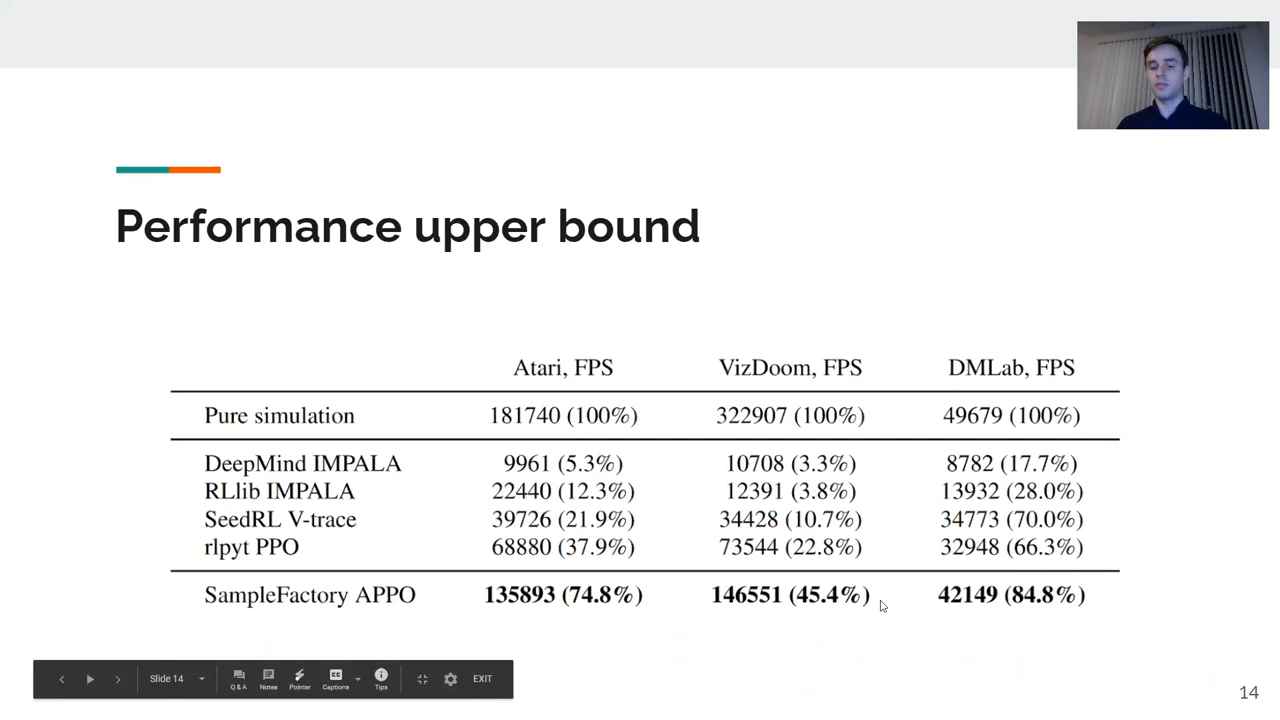 Performance upper bound
Atari, FPS VizDoom, FPS DMLab, FPS
Pure simulation 181740 (100%) 322907 (100%) 49679 (100%)
DeepMind IMPALA 9961 (5.3%) 10708 (3.3%) 8782 (17.7%)
RLlib IMPALA 22440 (12.3%) 12391 (3.8%) 13932 (28.0%)
SeedRL V-trace 39726 (21.9%) 34428 (10.7%) 34773 (70.0%)
rlpyt PPO 68880 (37.9%) 73544 (22.8%) 32948 (66.3%)
SampleFactory APPO 135893 (74.8%) 146551 (45.4%) 42149 (84.8%)
Slide 14 Q & A Notes Pointer Captions Tips EXIT
14